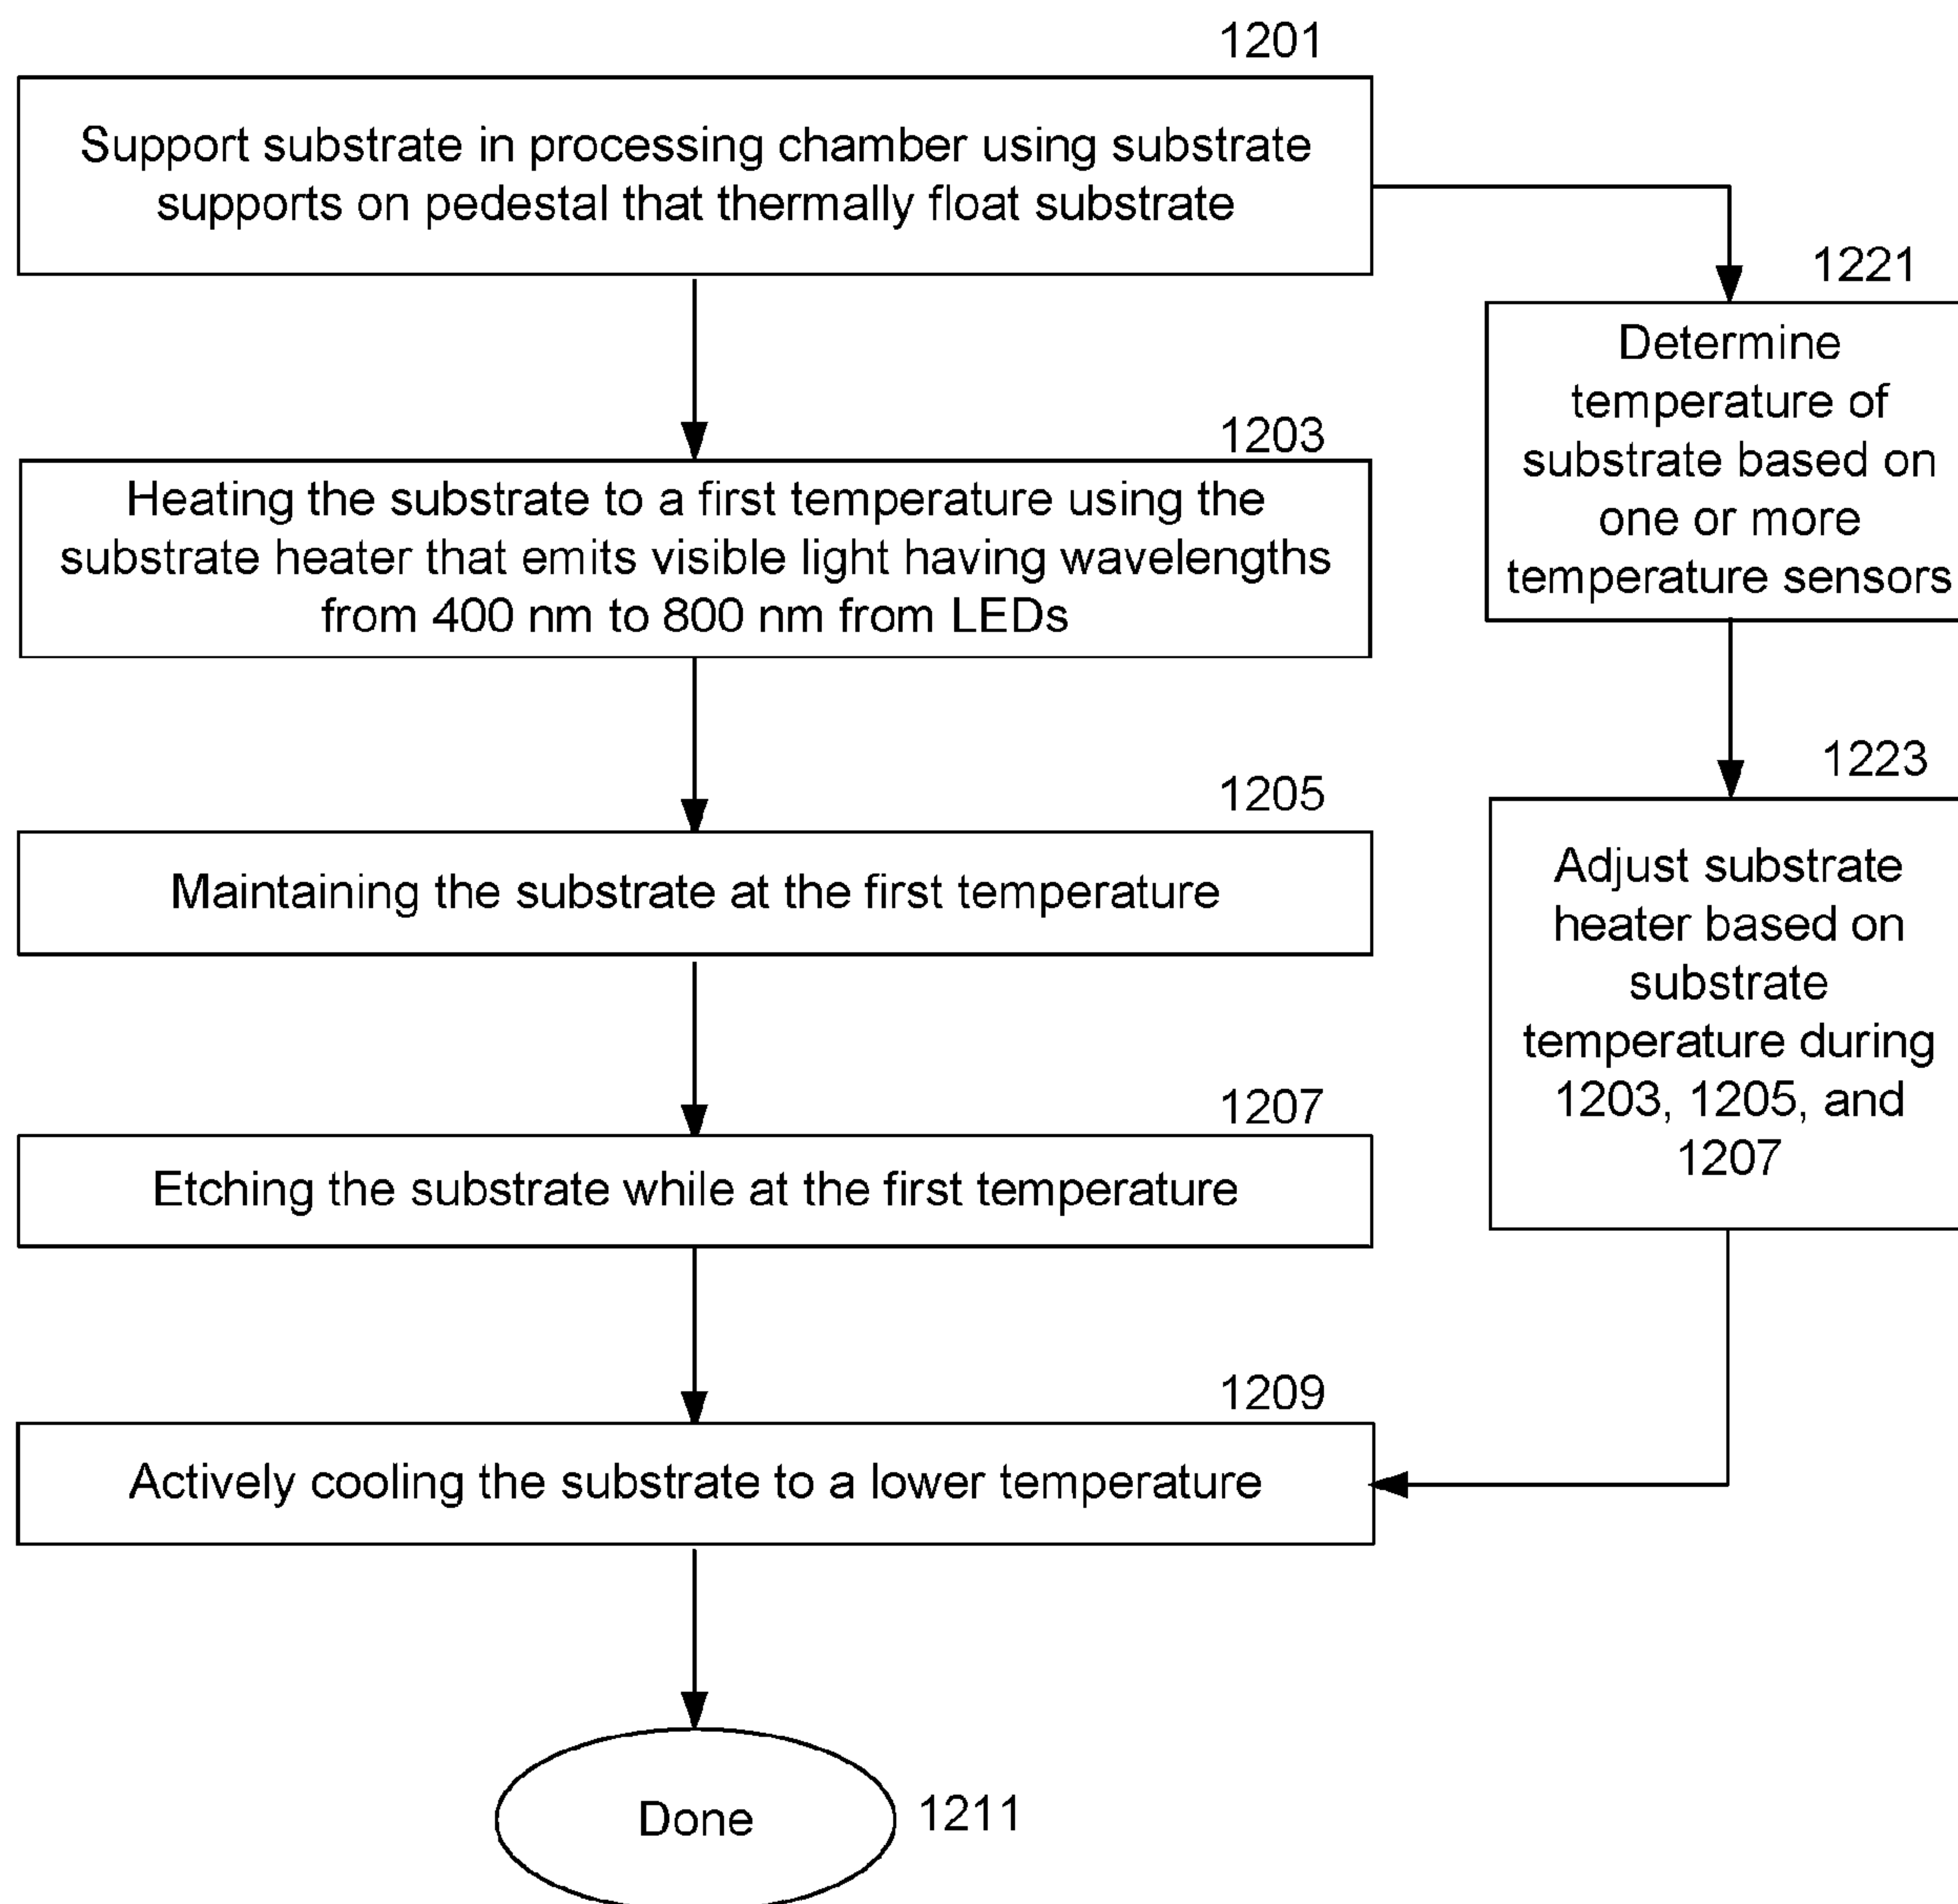 1201
Support substrate in processing chamber using substrate
supports on pedestal that thermally float substrate
1203
Heating the substrate to a first temperature using the
substrate heater that emits visible light having wavelengths
from 400 nm to 800 nm from LEDs
1205
Maintaining the substrate at the first temperature
1207
Etching the substrate while at the first temperature
1209
Actively cooling the substrate to a lower temperature
Done
1211
1221
Determine
temperature of
substrate based on
one or more
temperature sensors
1223
Adjust substrate
heater based on
substrate
temperature during
1203, 1205, and
1207